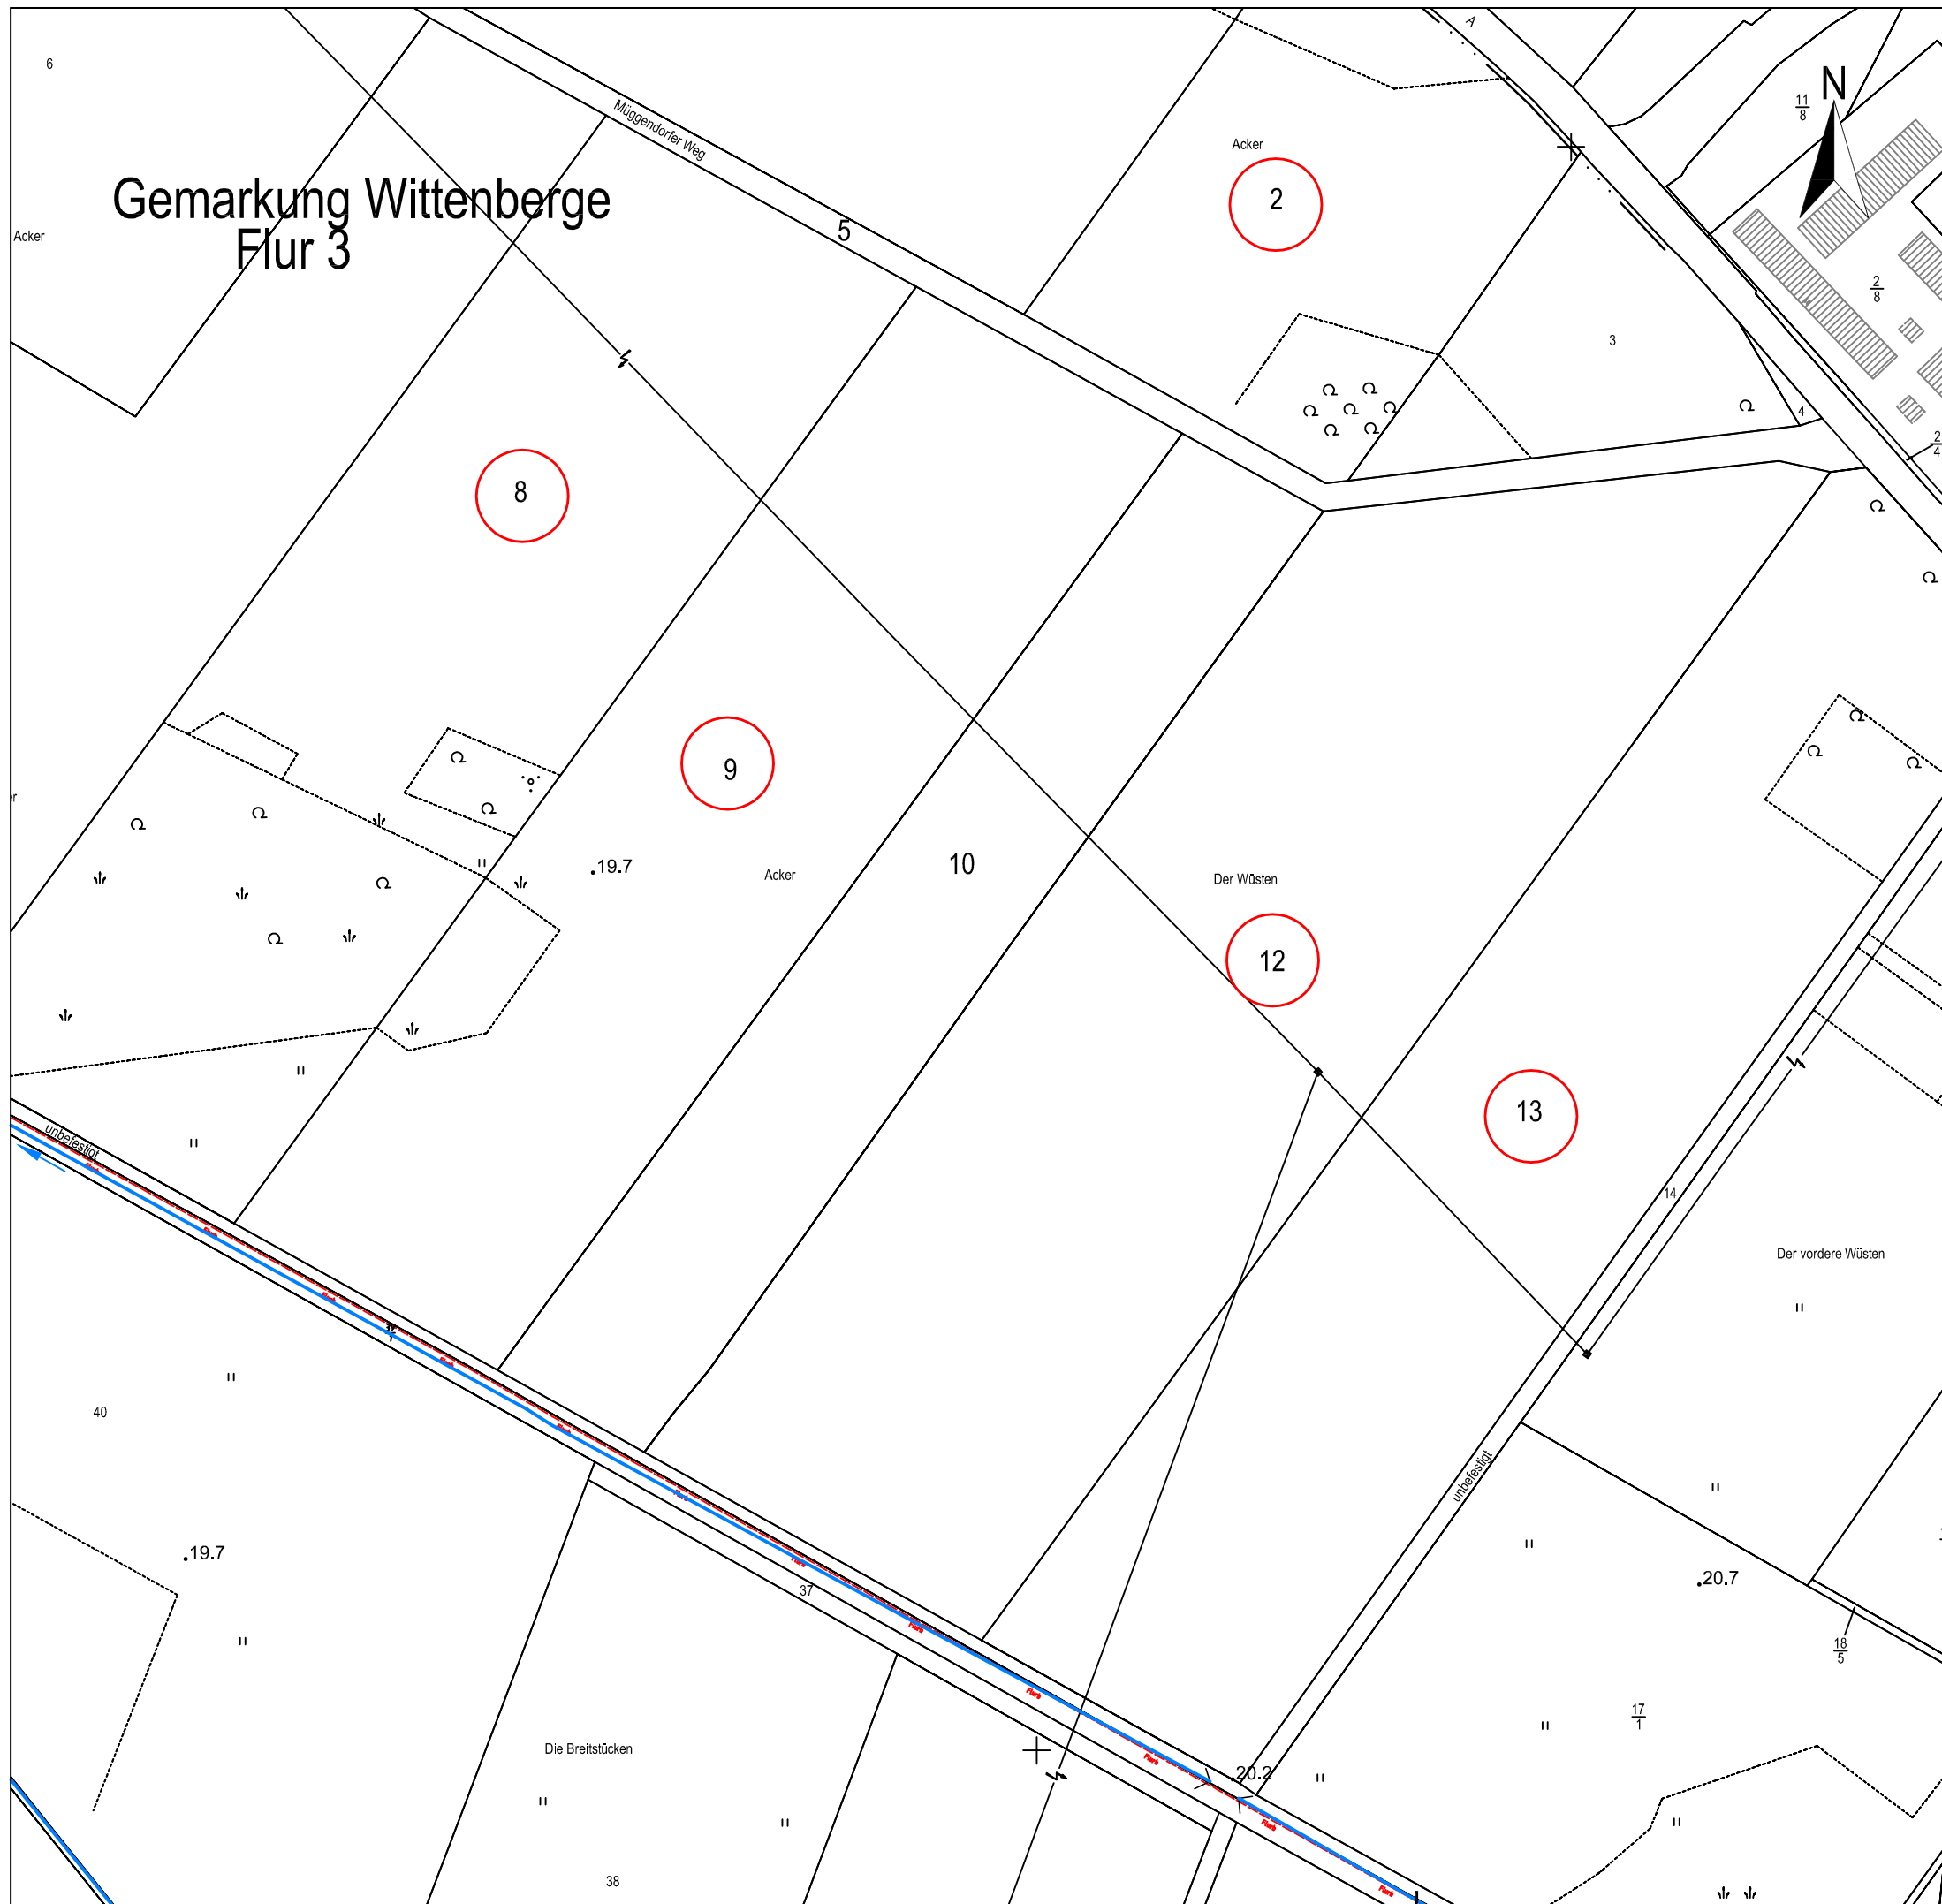 6
A
N
11
8
Müggendorfer Weg
Acker
2
Gemarkung Wittenberge
Flur 3
Acker
5
2
8
3
4
2
4
8
9
19.7
Acker
10
Der Wüsten
12
13
unbefestigt
14
Der vordere Wüsten
40
unbefestigt
19.7
37
20.7
18
5
17
1
Die Breitstücken
20.2
38